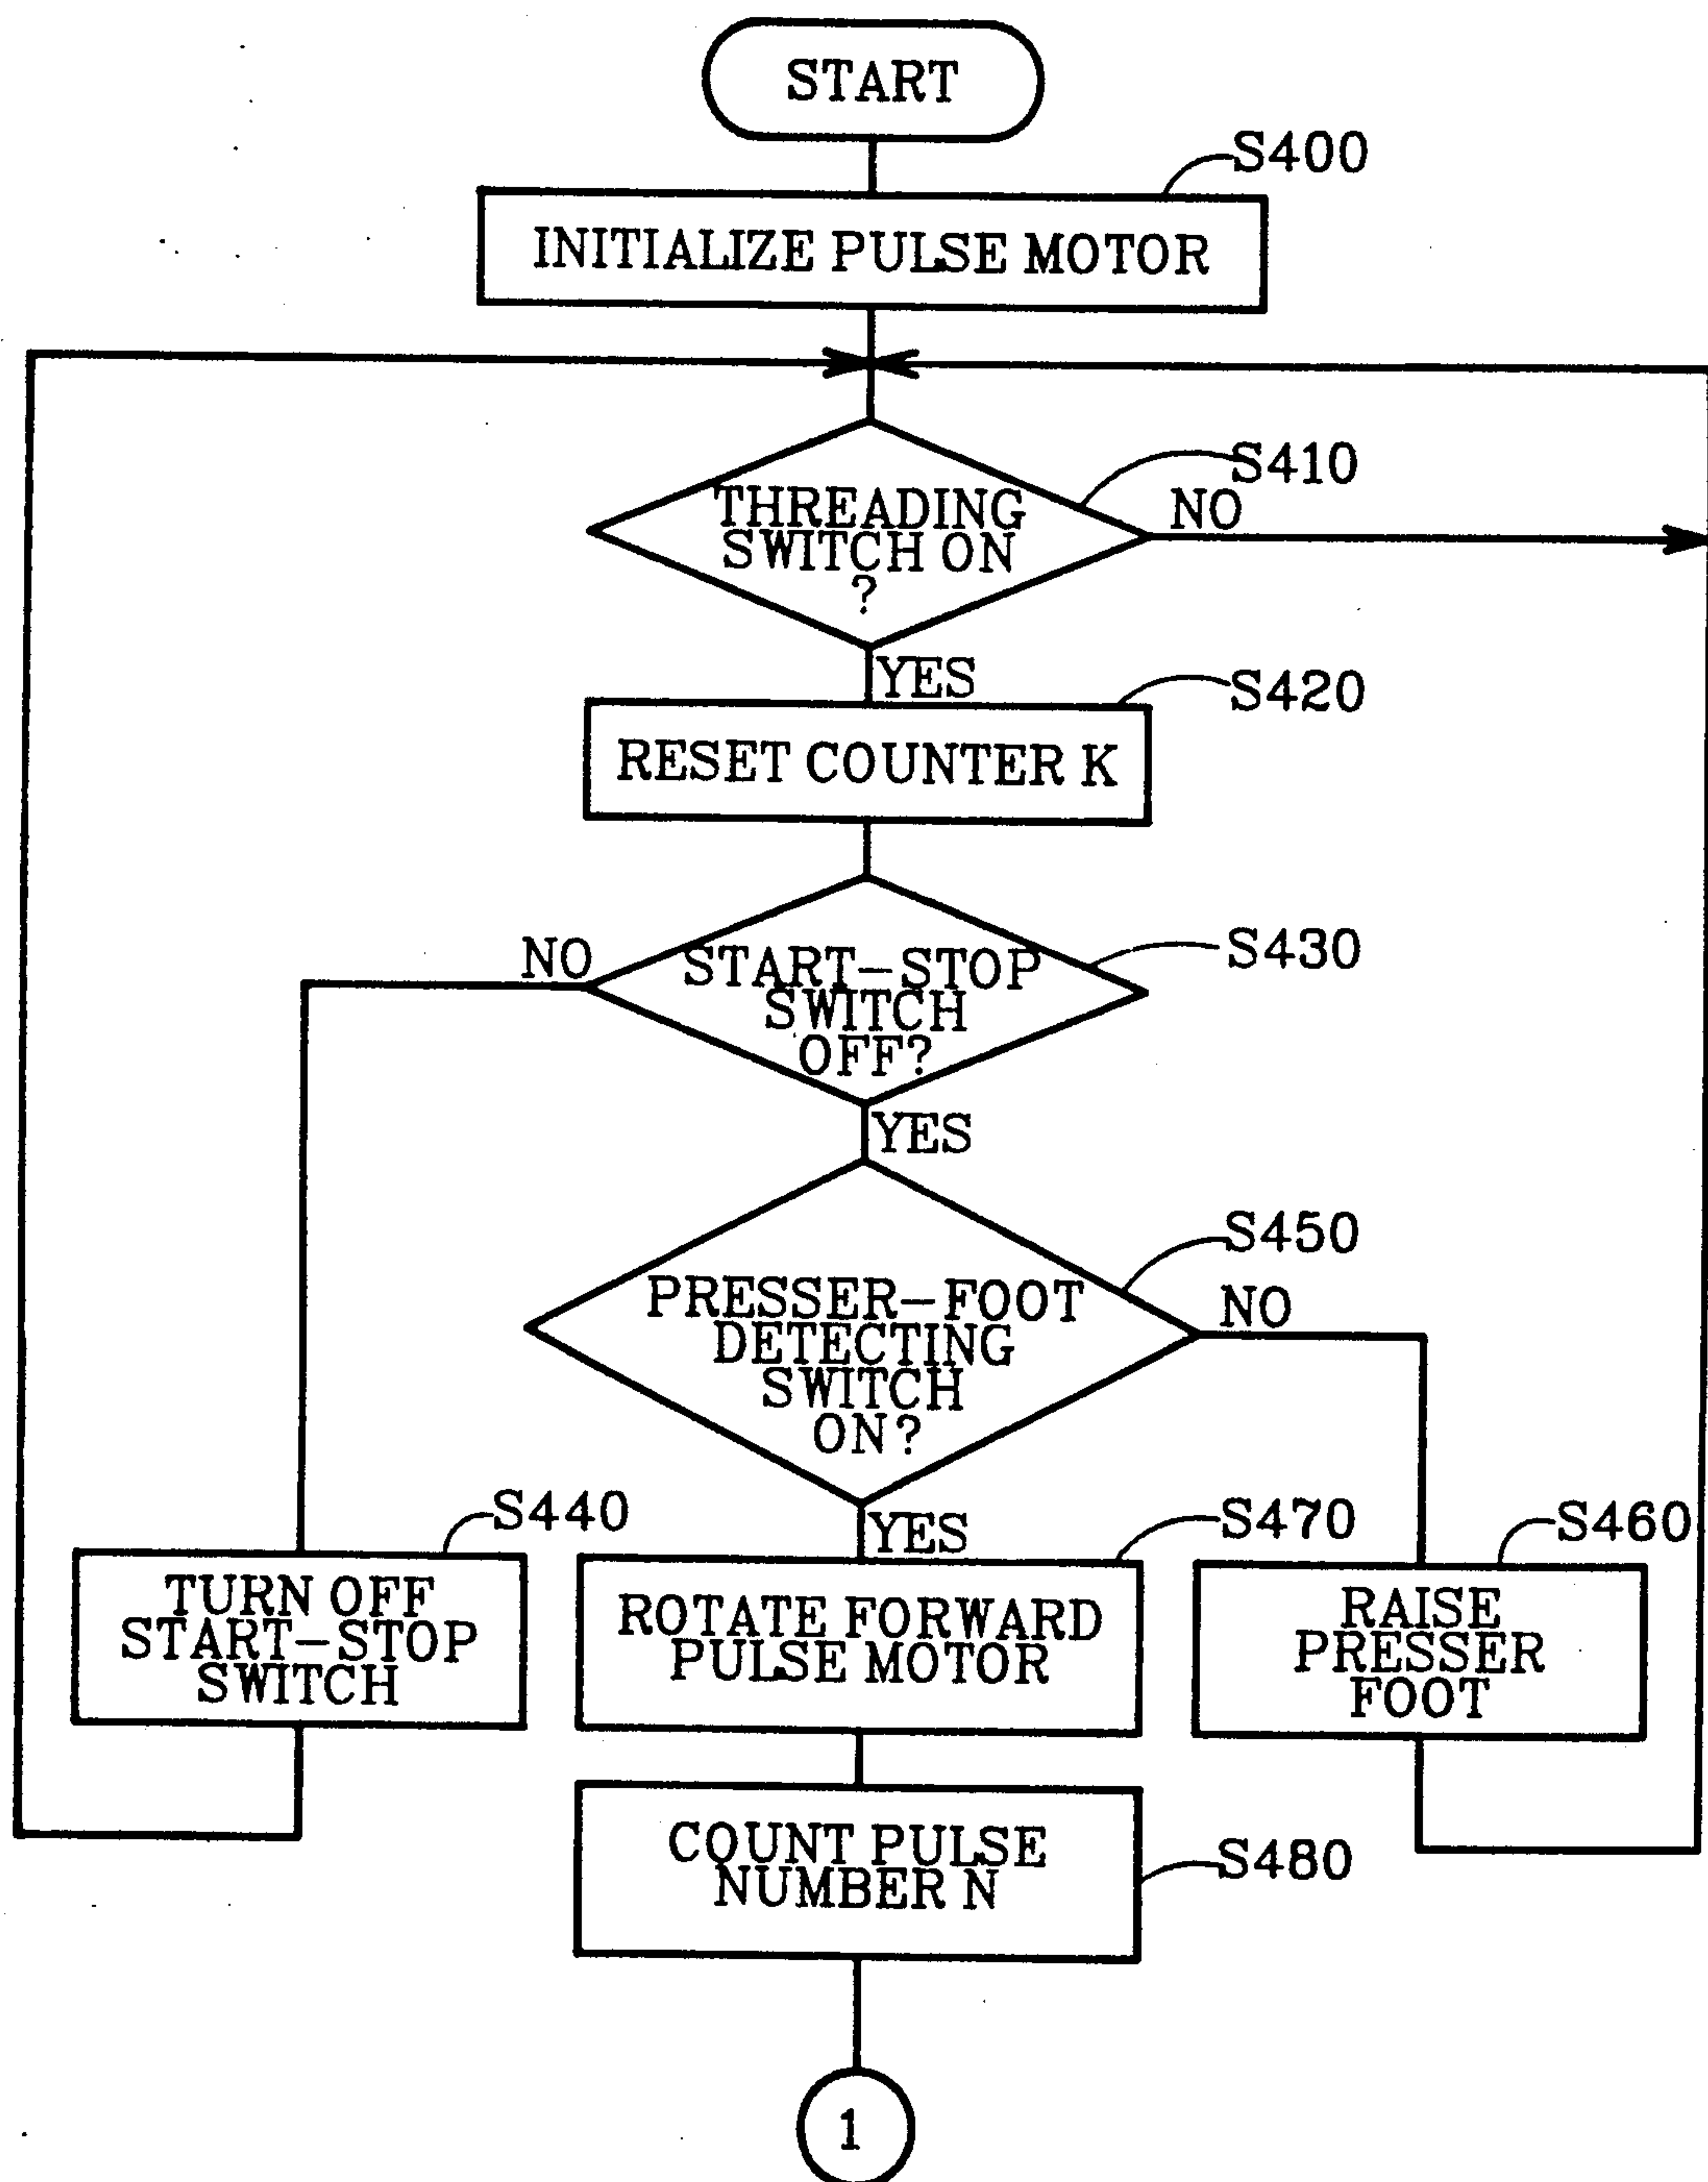 START
S400
INITIALIZE PULSE MOTOR
S410
THREADING
SWITCH ON
?
NO
YES
S420
RESET COUNTER K
S430
NO
START-STOP
SWITCH
OFF?
YES
S450
PRESSER-FOOT
DETECTING
SWITCH
ON?
NO
YES
S440
TURN OFF
START-STOP
SWITCH
S470
ROTATE FORWARD
PULSE MOTOR
S460
RAISE
PRESSER
FOOT
COUNT PULSE
NUMBER N
S480
1